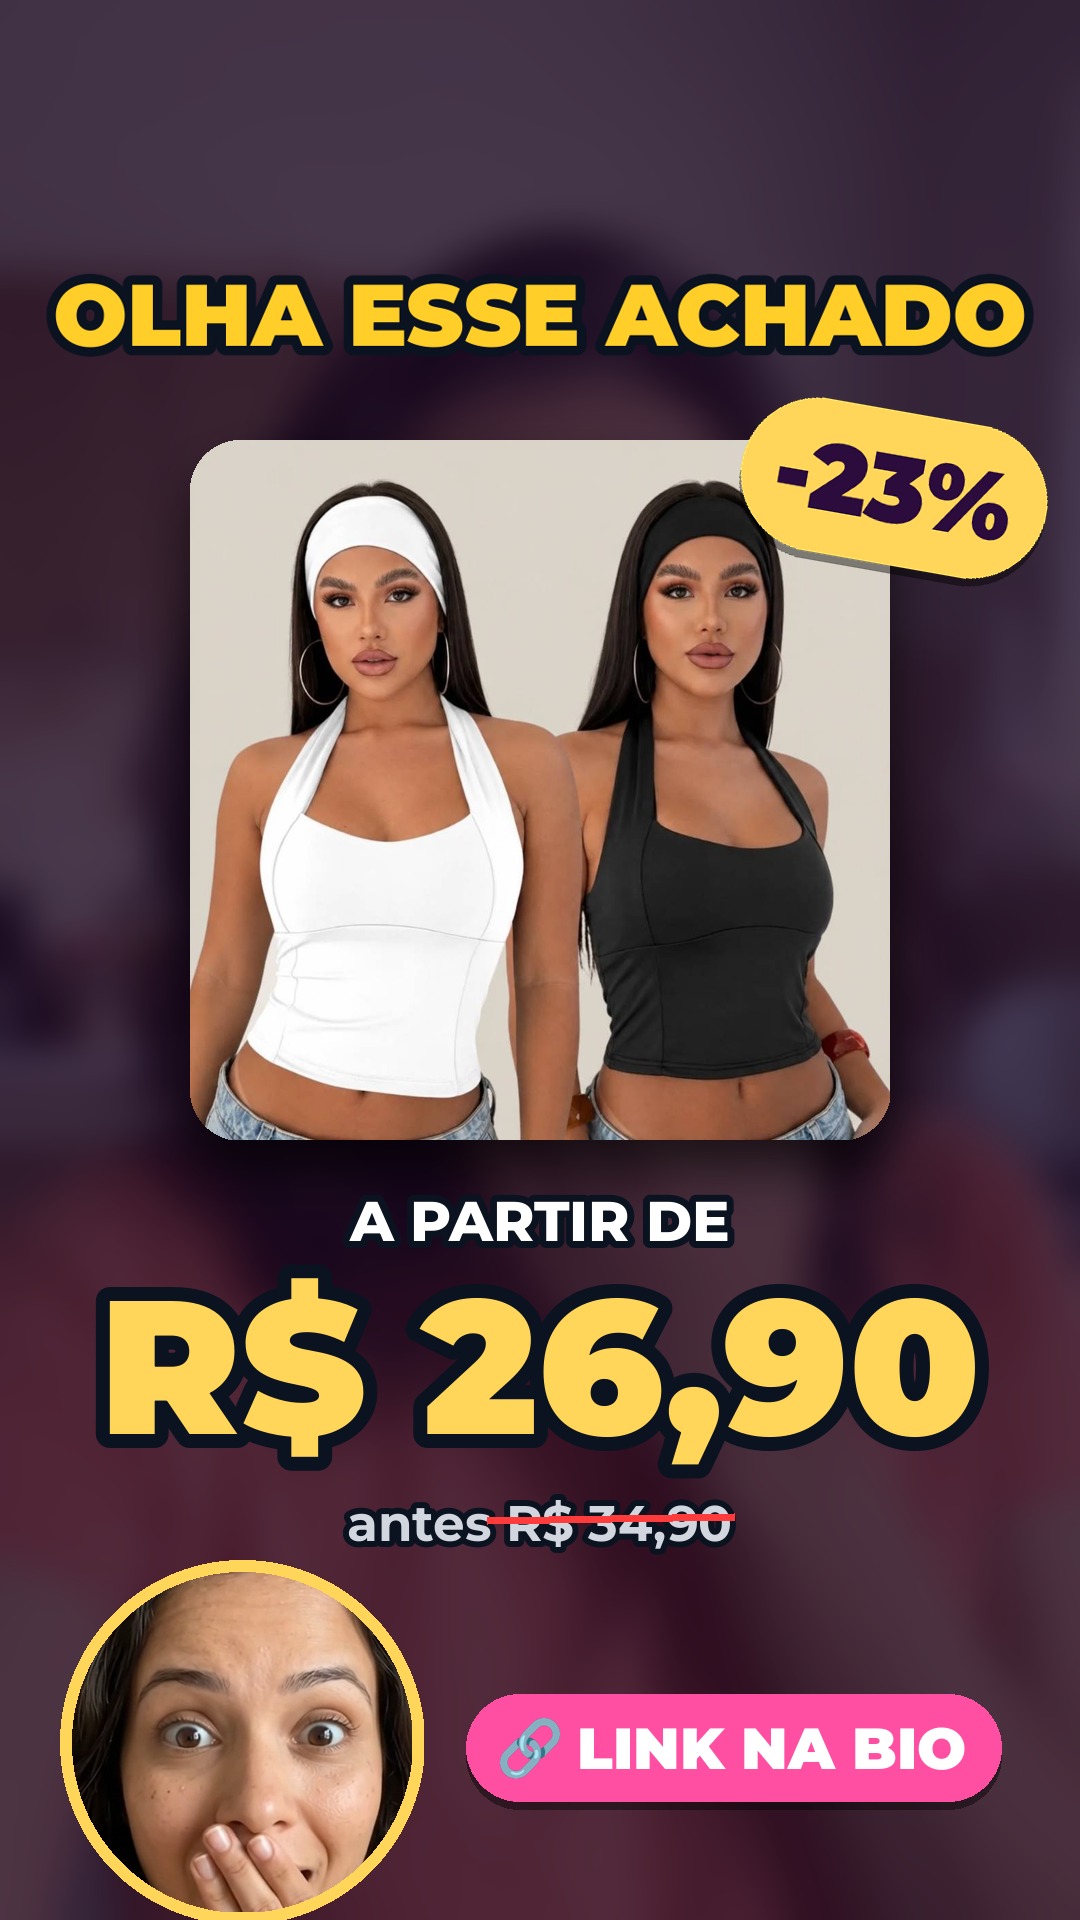 OLHA ESSE ACHADO
-23%
A PARTIR DE
R$ 26,90
antes R$ 34,90
🔗 LINK NA BIO